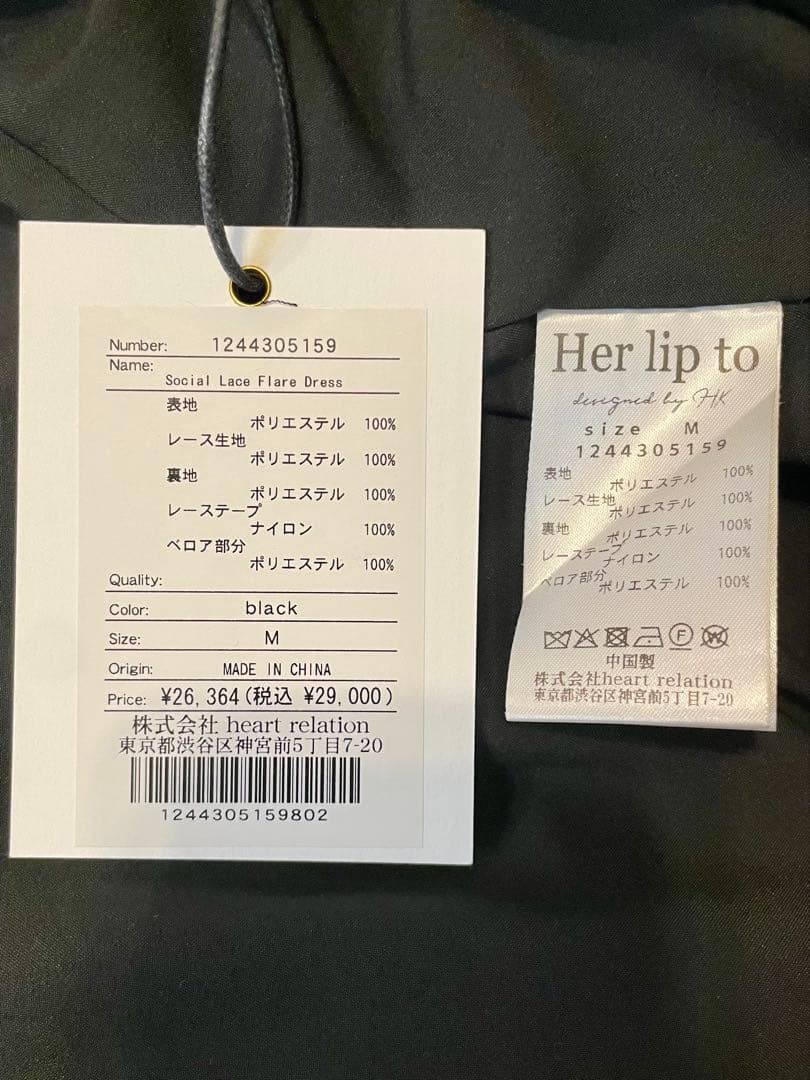 Number: 1244305159
Name:
Social Lace Flare Dress
表地
ポリエステル 100%
レース生地
ポリエステル 100%
裏地
ポリエステル 100%
レーステープ
ナイロン 100%
ベロア部分
ポリエステル 100%
Quality:
Color: black
Size: M
Origin: MADE IN CHINA
Price: ¥26,364(税込 ¥29,000)
株式会社 heart relation
東京都渋谷区神宮前5丁目7-20
1244305159802
Her lip to
designed by HK
size M
1244305159
表地
ポリエステル 100%
レース生地
ポリエステル 100%
裏地
ポリエステル 100%
レーステープ
ナイロン 100%
ベロア部分
ポリエステル 100%
F
W
中国製
株式会社heart relation
東京都渋谷区神宮前5丁目7-20